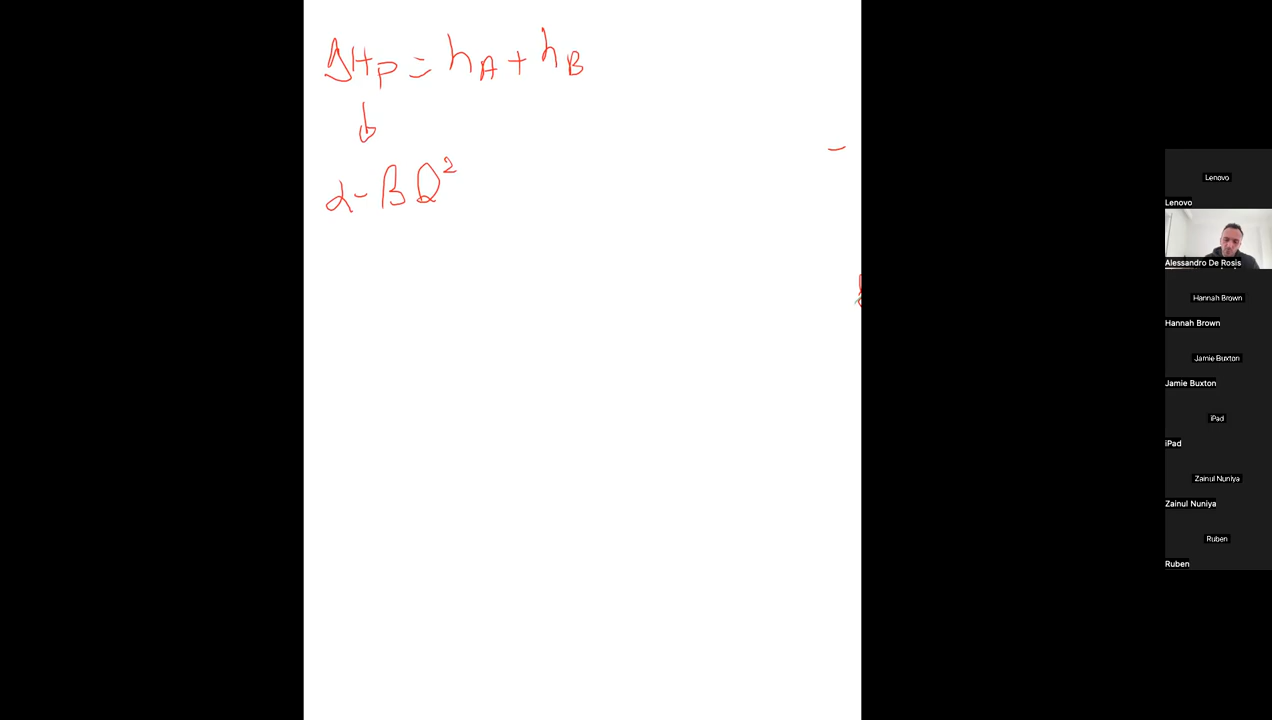 gHp = hA + hB
↓
α - βQ²
Lenovo
Lenovo
Alessandro De Rosis
Hannah Brown
Hannah Brown
Jamie Buxton
Jamie Buxton
iPad
iPad
Zainul Nuniya
Zainul Nuniya
Ruben
Ruben